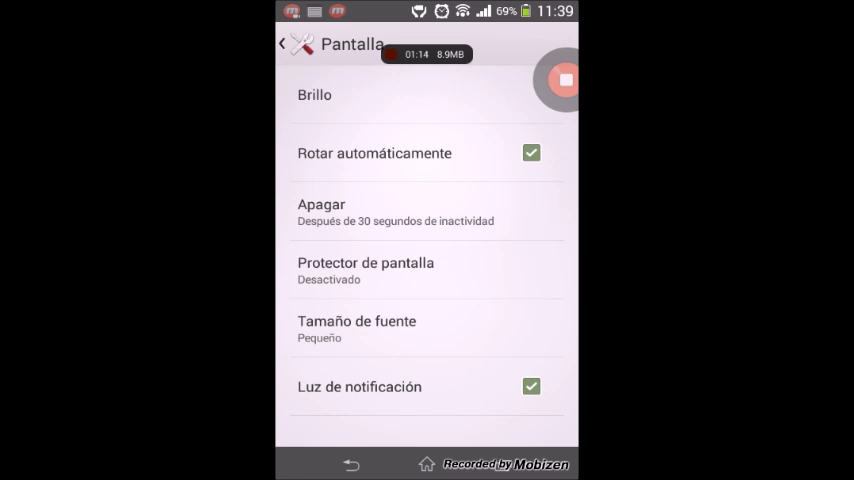 69% 11:39
Pantalla
01:14 8.9MB
Brillo
Rotar automáticamente
Apagar
Después de 30 segundos de inactividad
Protector de pantalla
Desactivado
Tamaño de fuente
Pequeño
Luz de notificación
Recorded by Mobizen